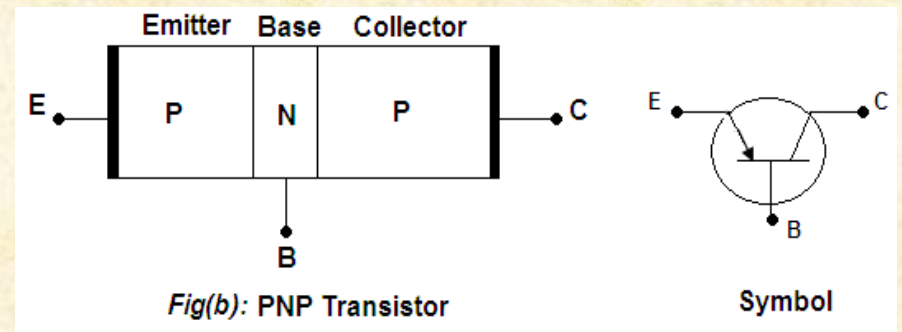 Emitter Base Collector
E P N P C
B
Fig(b): PNP Transistor
E C
B
Symbol